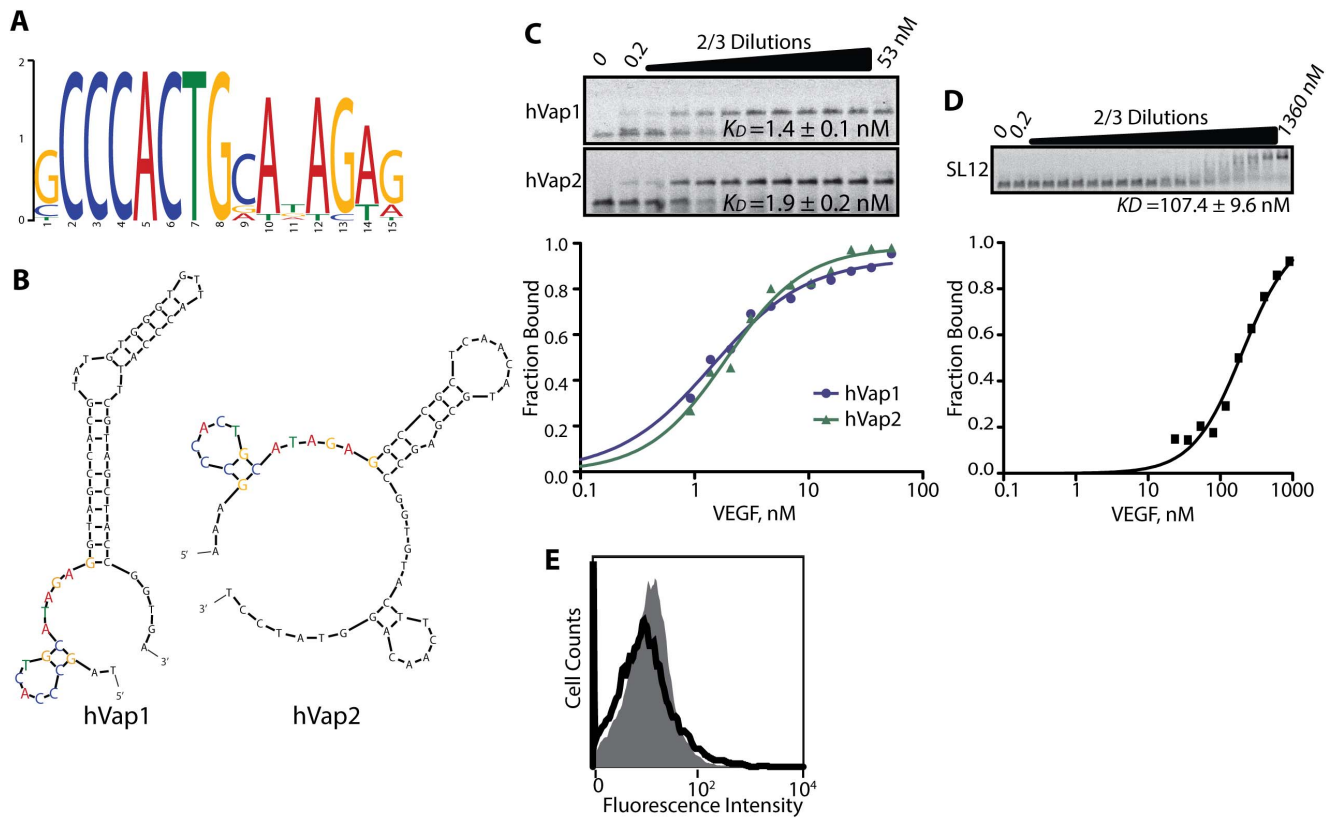 A
2
1
0
GCCCACTGCATAGAG
1 2 3 4 5 6 7 8 9 10 11 12 13 14 15
B
5′
3′
5′
3′
hVap1
hVap2
C
0
0.2
2/3 Dilutions
53 nM
hVap1
KD =1.4 ± 0.1 nM
hVap2
KD =1.9 ± 0.2 nM
Fraction Bound
1.0
0.8
0.6
0.4
0.2
0.0
0.1 1 10 100
VEGF, nM
hVap1
hVap2
D
0
0.2
2/3 Dilutions
1360 nM
SL12
KD =107.4 ± 9.6 nM
Fraction Bound
1.0
0.8
0.6
0.4
0.2
0.0
0.1 1 10 100 1000
VEGF, nM
E
Cell Counts
0 10² 10⁴
Fluorescence Intensity